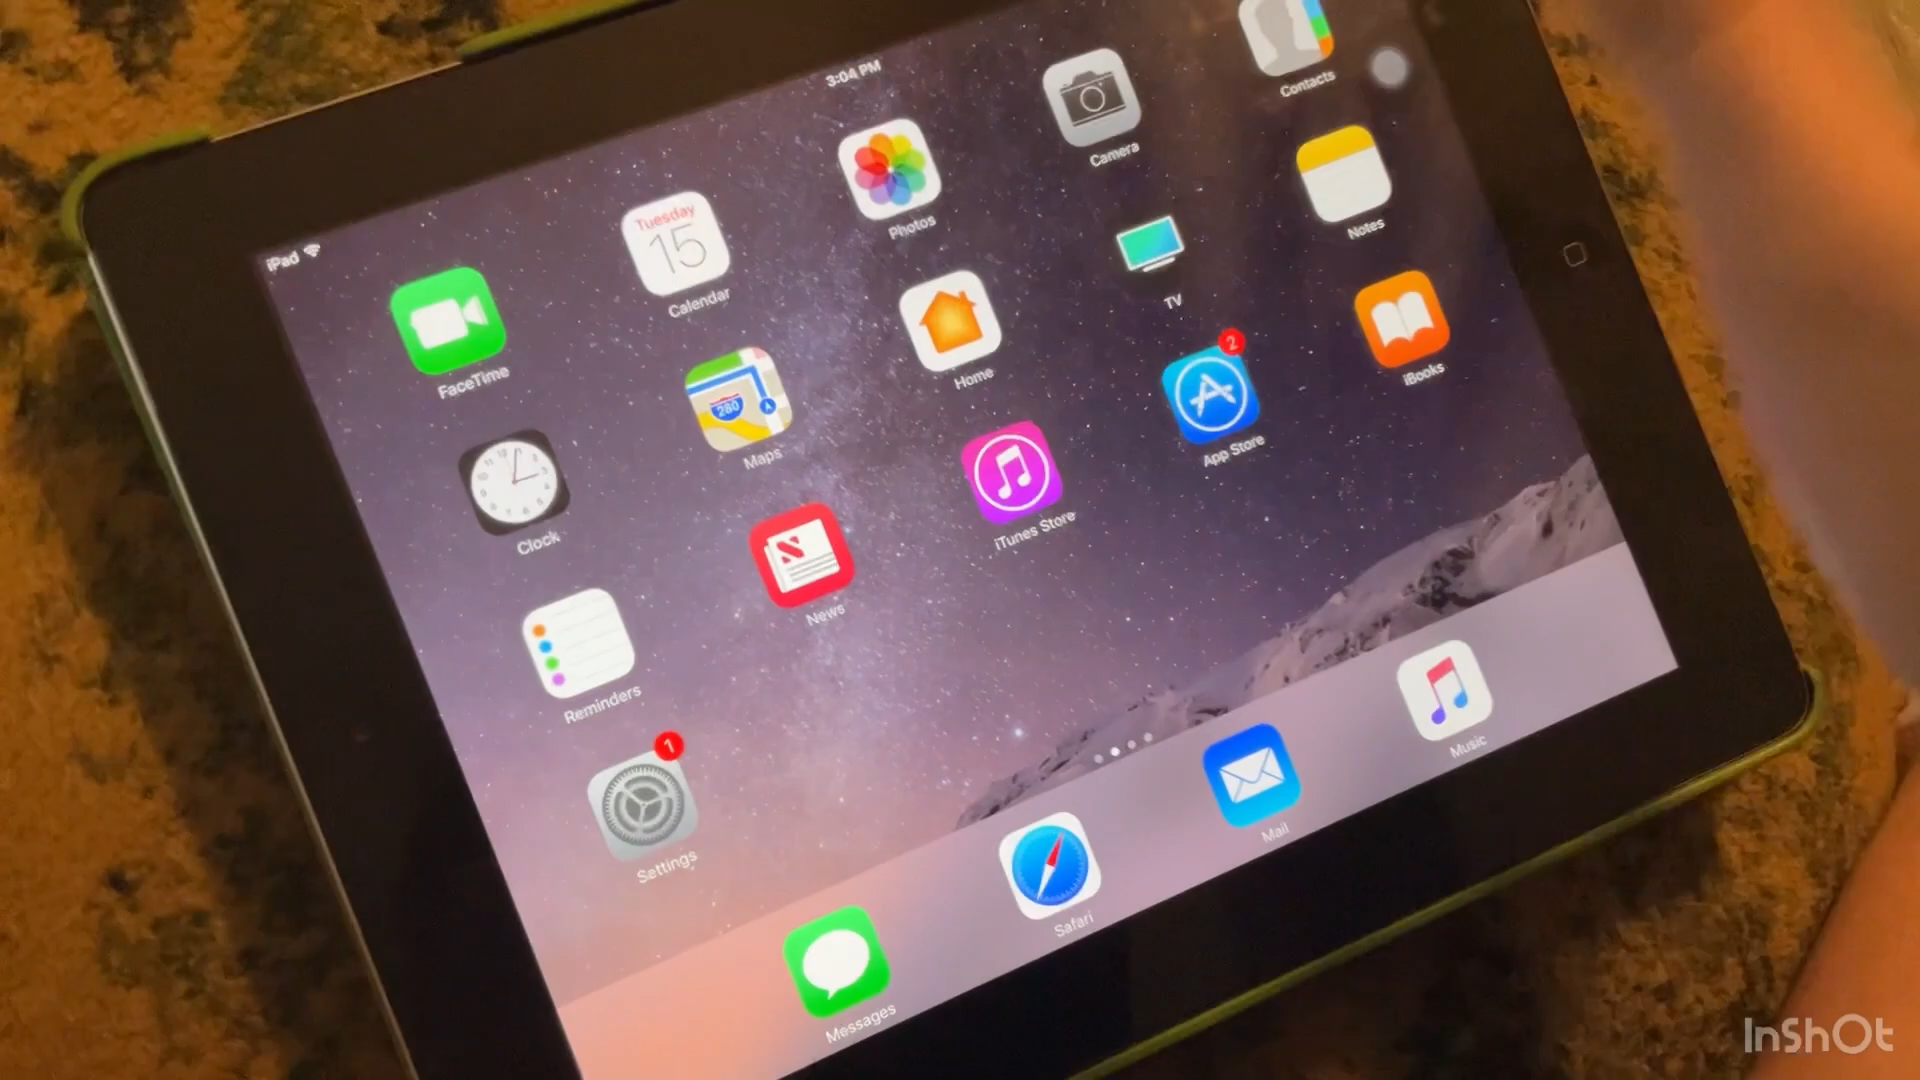 iPad
3:04 PM
FaceTime
Tuesday
15
Calendar
Photos
Camera
Contacts
Clock
280
Maps
Home
TV
Notes
Reminders
News
iTunes Store
2
App Store
iBooks
1
Settings
Messages
Safari
Mail
Music
InShOt